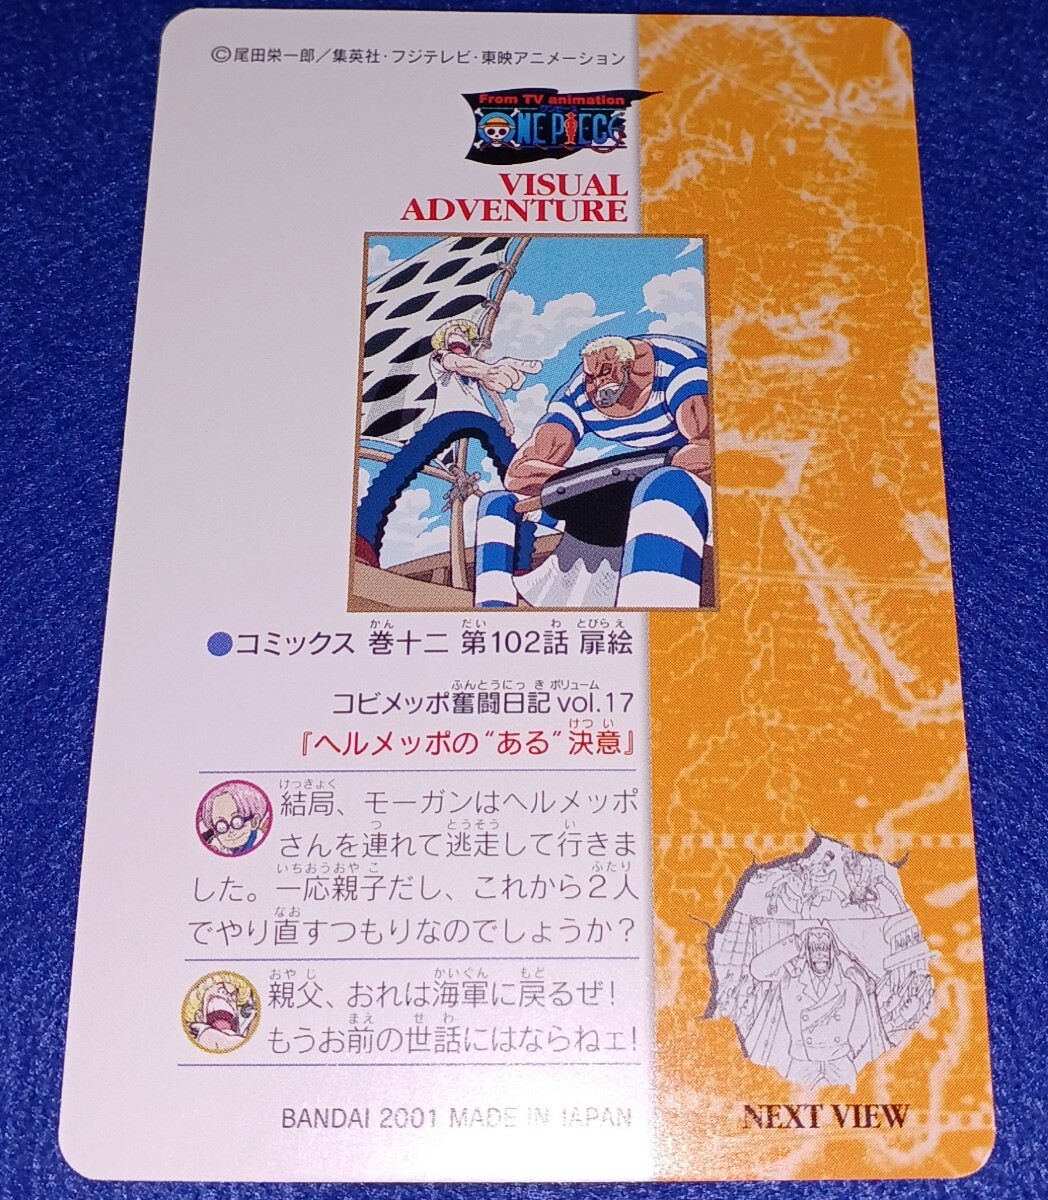 ©尾田栄一郎／集英社・フジテレビ・東映アニメーション
From TV animation
ワンピース
ONE PIECE
VISUAL
ADVENTURE
●コミックス 巻十二 第102話 扉絵
コビメッポ奮闘日記 vol.17
『ヘルメッポの“ある”決意』
結局、モーガンはヘルメッポ
さんを連れて逃走して行きま
した。一応親子だし、これから2人
でやり直すつもりなのでしょうか?
親父、おれは海軍に戻るぜ!
もうお前の世話にはならねェ!
BANDAI 2001 MADE IN JAPAN
NEXT VIEW